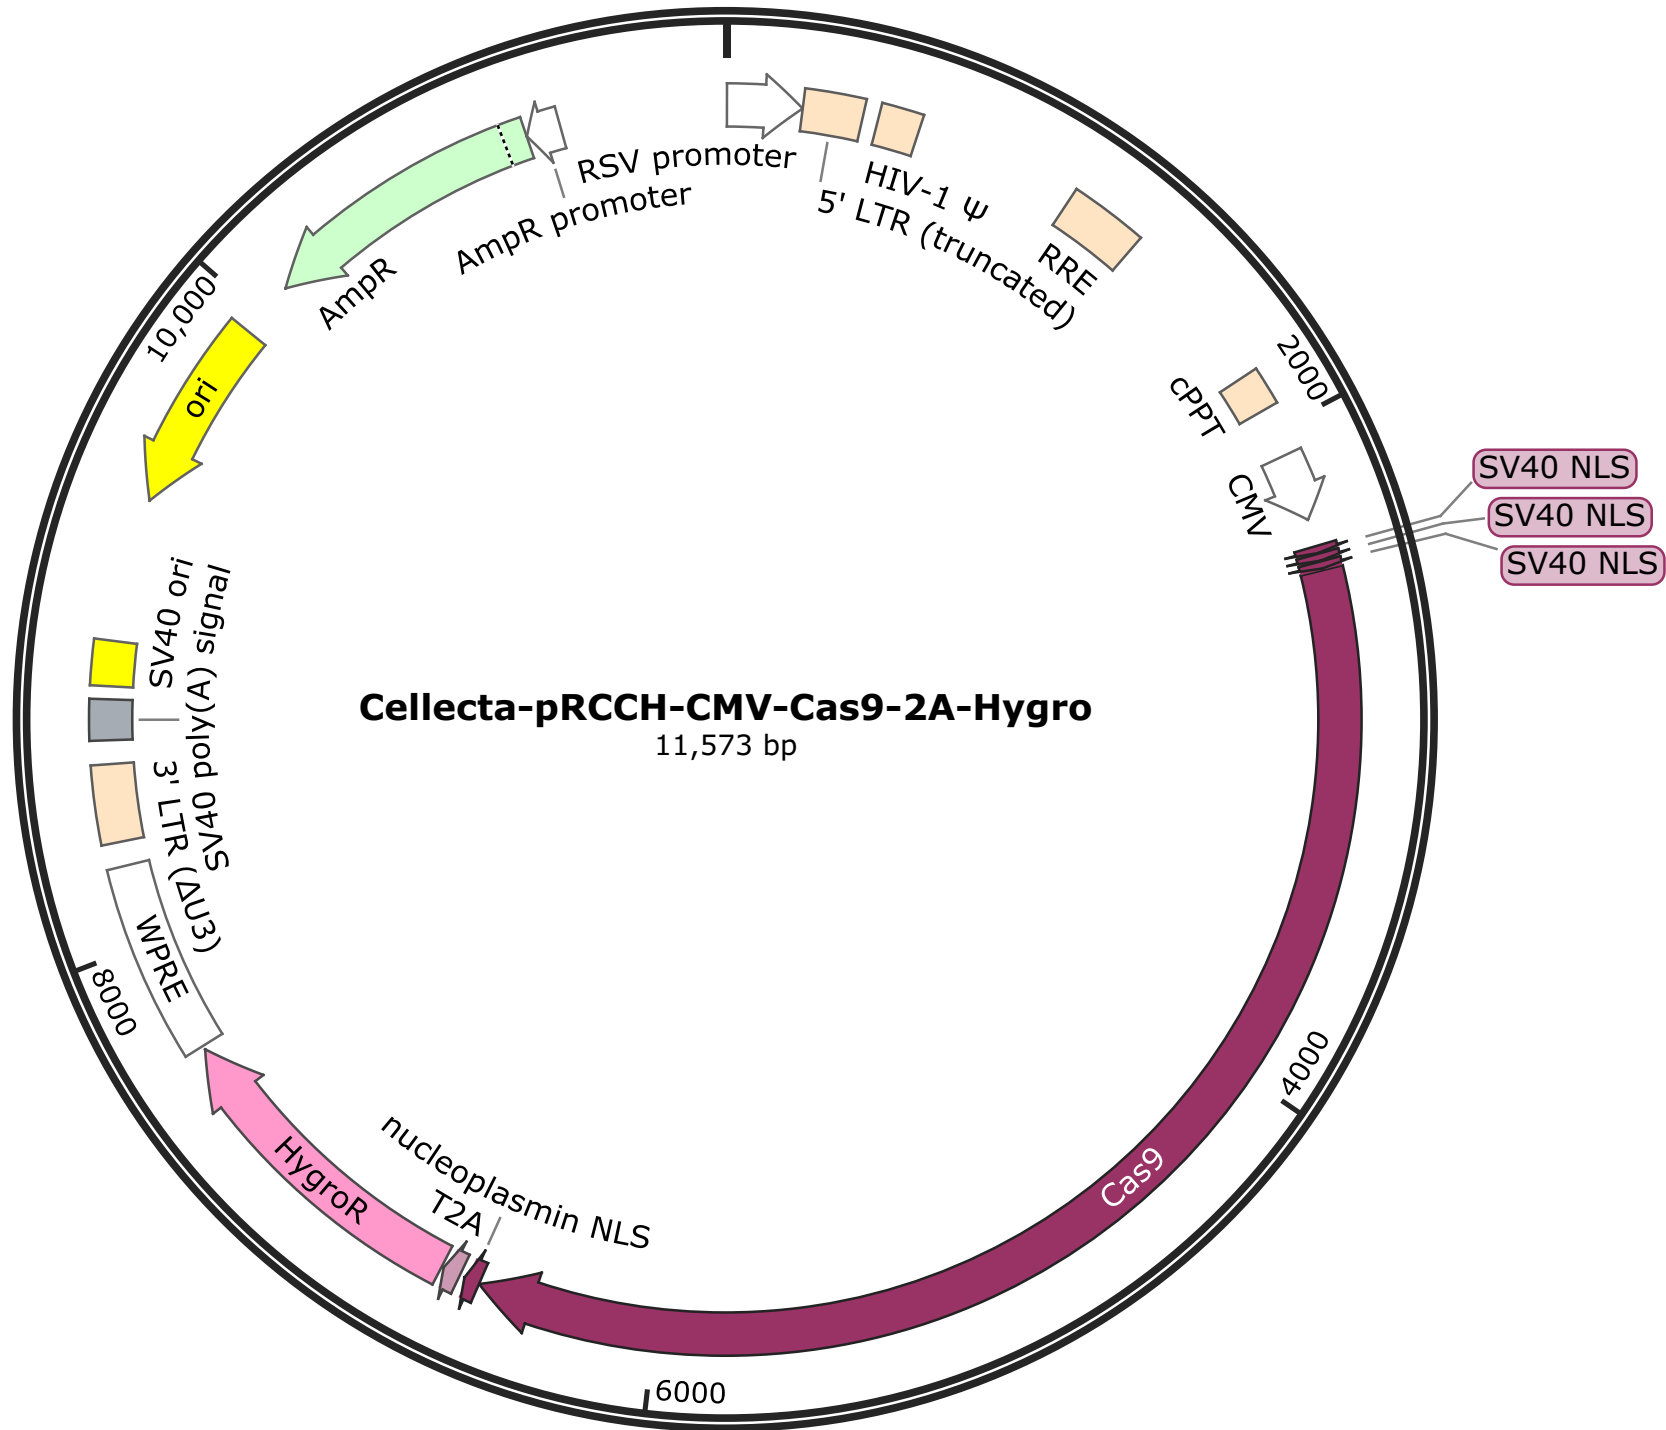 RSV promoter
5' LTR (truncated)
HIV-1 Ψ
RRE
2000
cPPT
CMV
SV40 NLS
SV40 NLS
SV40 NLS
4000
Cas9
6000
nucleoplasmin NLS
T2A
HygroR
8000
WPRE
3' LTR (ΔU3)
SV40 poly(A) signal
SV40 ori
ori
10,000
AmpR
AmpR promoter
Cellecta-pRCCH-CMV-Cas9-2A-Hygro
11,573 bp